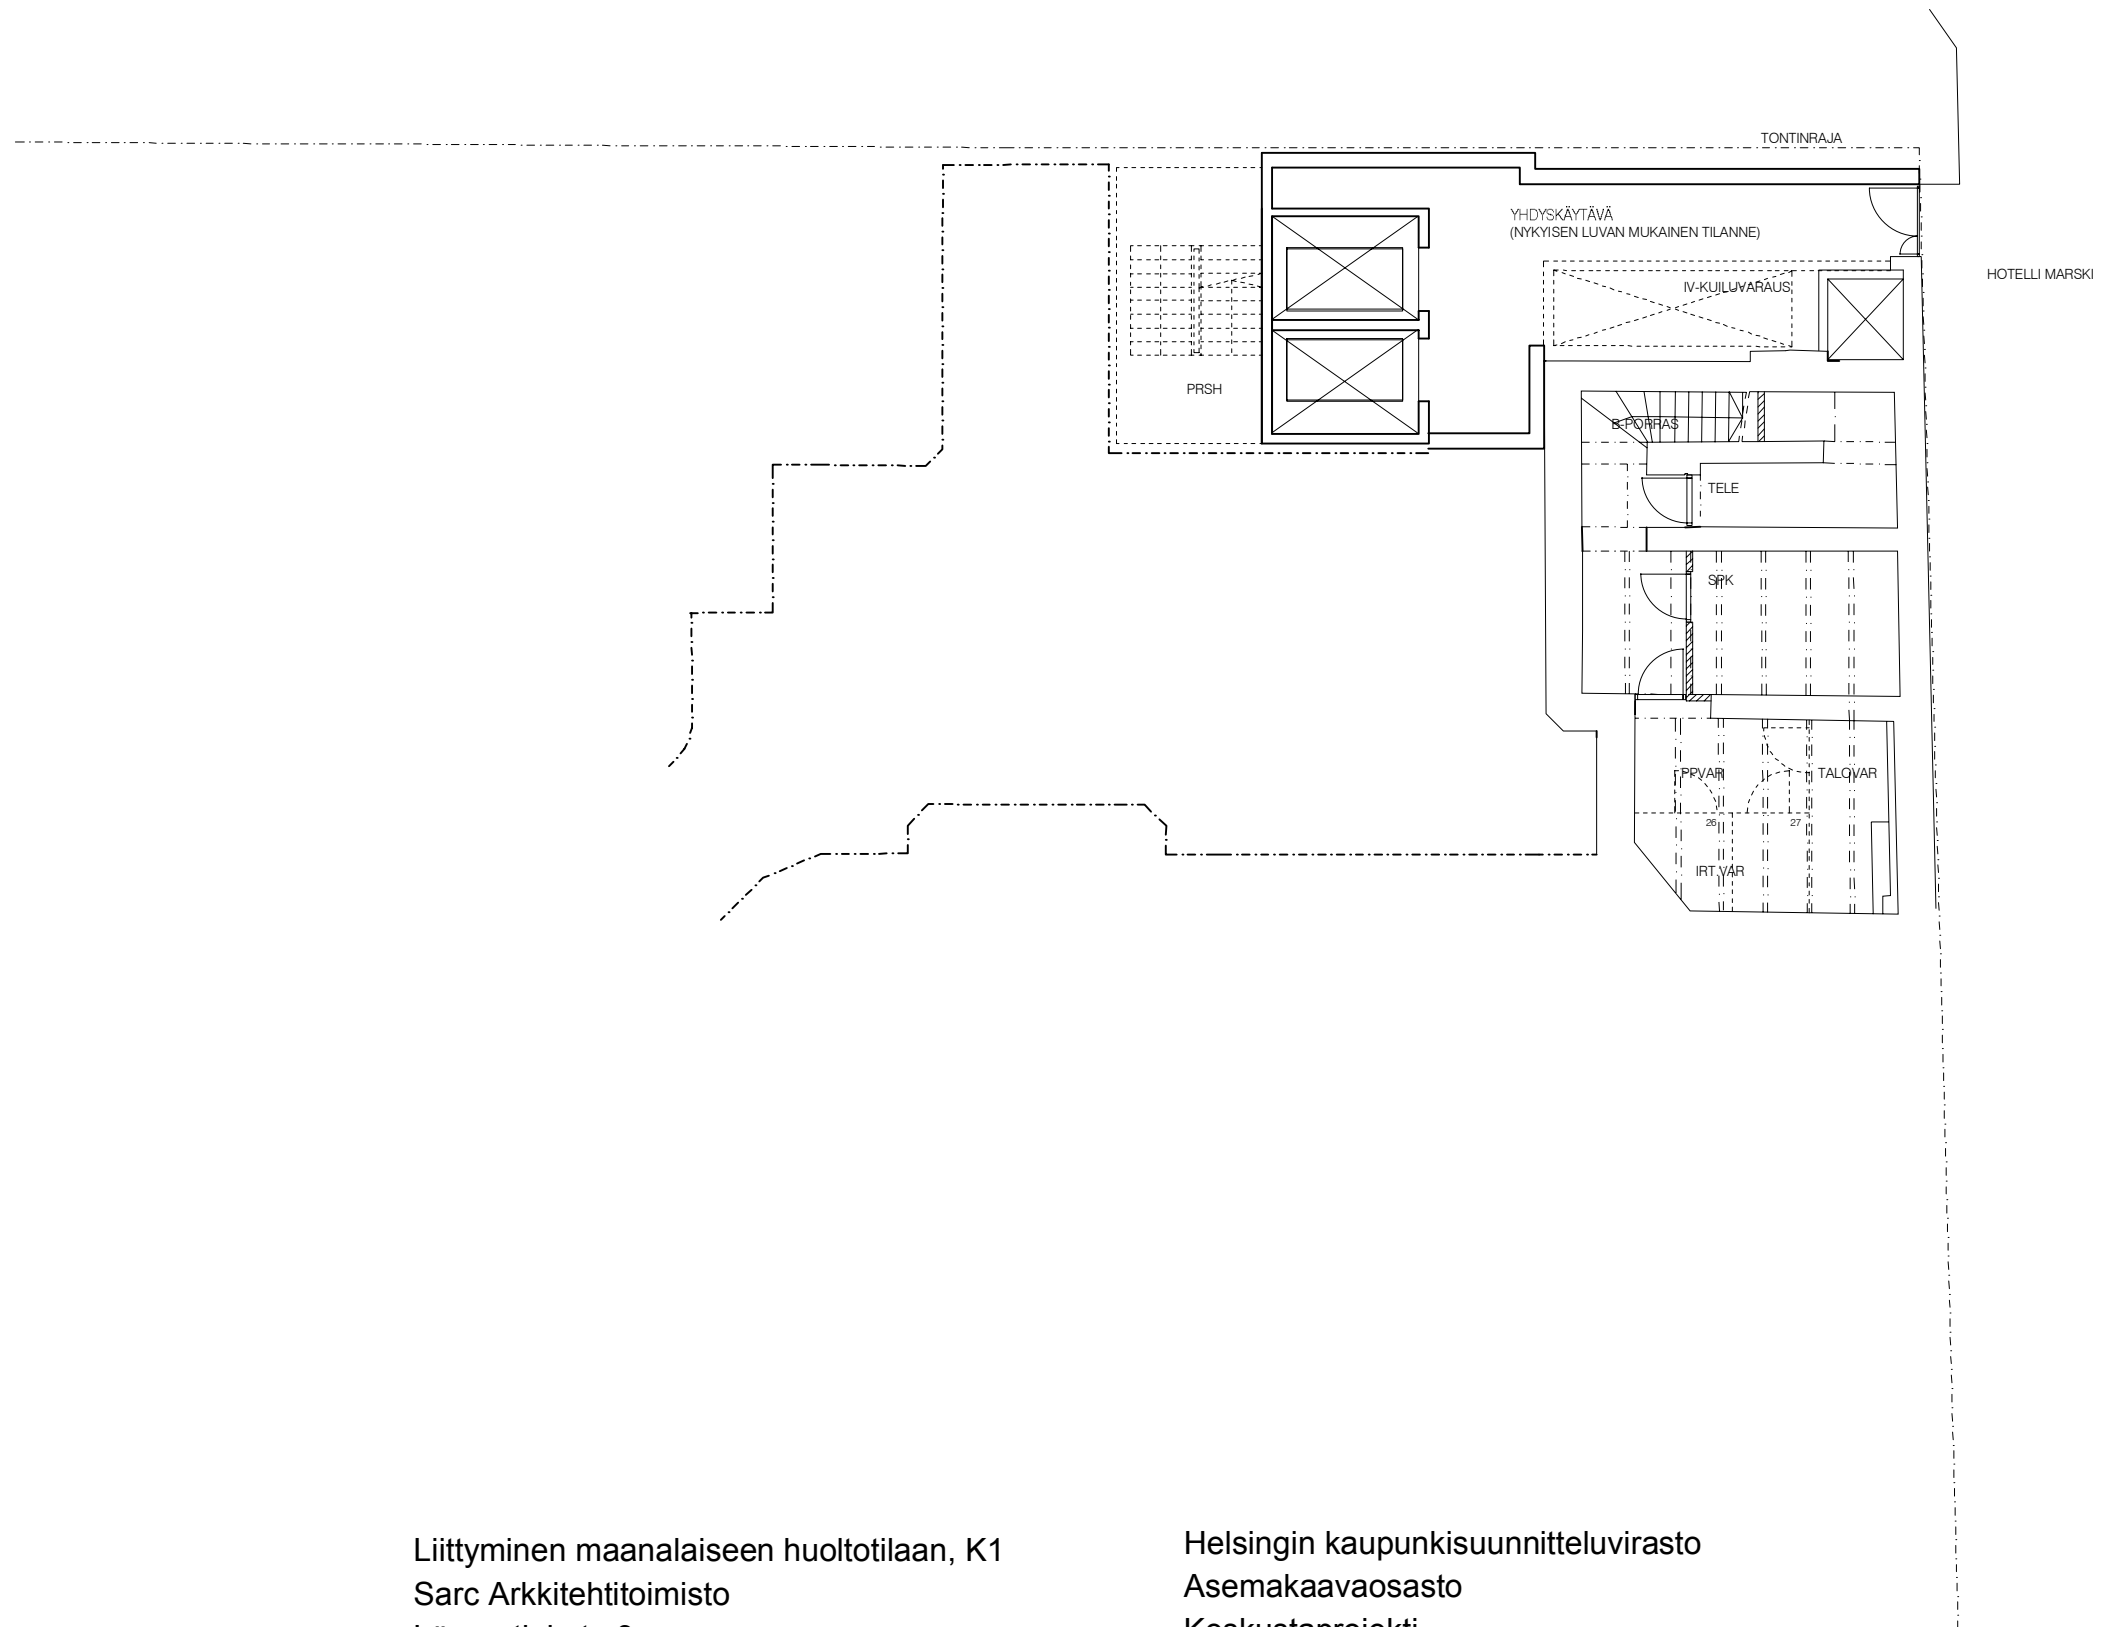 TONTINRAJA
YHDYSKÄYTÄVÄ
(NYKYISEN LUVAN MUKAINEN TILANNE)
HOTELLI MARSKI
IV-KUILUVARAUS
PRSH
B-PORRAS
TELE
SPK
PPVAR
TALOVAR
26
27
IRT.VAR
Liittyminen maanalaiseen huoltotilaan, K1
Sarc Arkkitehtitoimisto
Helsingin kaupunkisuunnitteluvirasto
Asemakaavaosasto
Keskustaprojekti